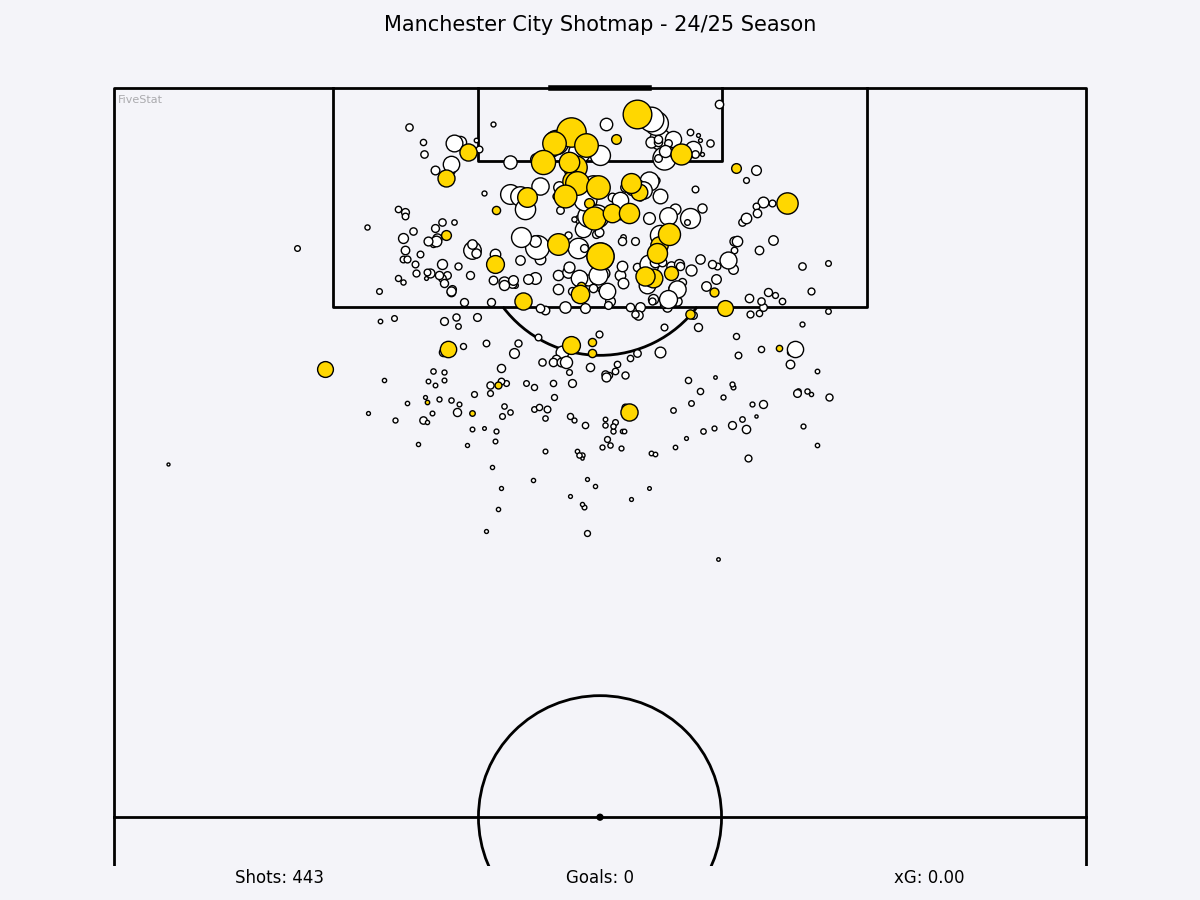 Manchester City Shotmap - 24/25 Season
FiveStat
Shots: 443
Goals: 0
xG: 0.00